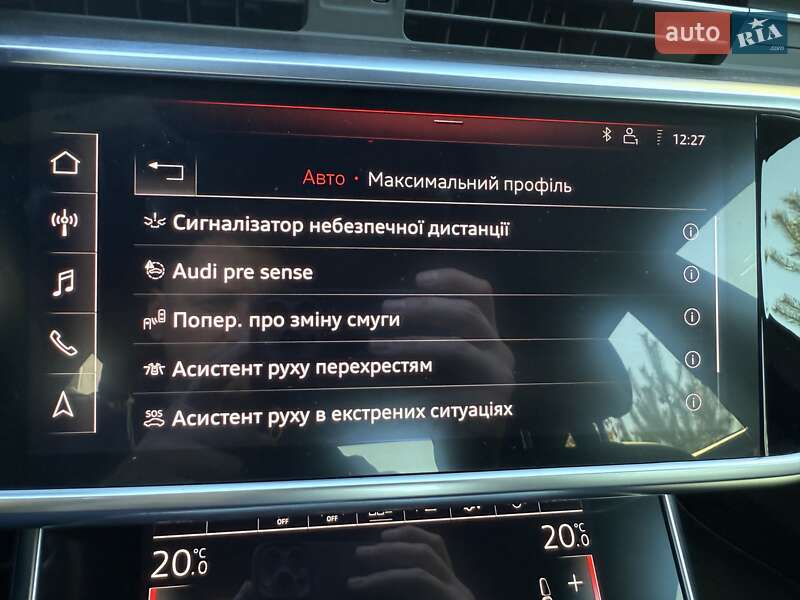 auto RIA.com
12:27
Авто · Максимальний профіль
Сигналізатор небезпечної дистанції
Audi pre sense
Попер. про зміну смуги
Асистент руху перехрестям
SOS Асистент руху в екстрених ситуаціях
OFF OFF
20.0 °C
20.0 °C